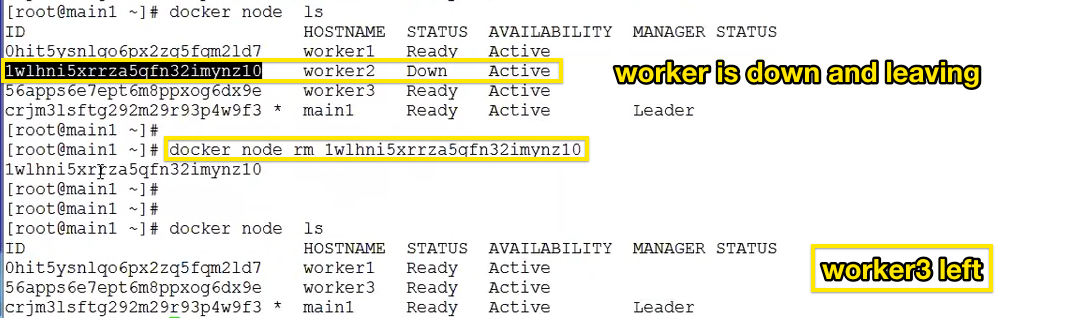 [root@main1 ~]# docker node  ls
ID HOSTNAME STATUS AVAILABILITY MANAGER STATUS
0hit5ysnlqo6px2zq5fqm2ld7 worker1 Ready Active
1wlhni5xrrza5qfn32imynz10 worker2 Down Active worker is down and leaving
56apps6e7ept6m8ppxog6dx9e worker3 Ready Active
crjm3lsftg292m29r93p4w9f3 * main1 Ready Active Leader
[root@main1 ~]#
[root@main1 ~]# docker node rm 1wlhni5xrrza5qfn32imynz10
1wlhni5xrrza5qfn32imynz10
[root@main1 ~]#
[root@main1 ~]#
[root@main1 ~]# docker node  ls
ID HOSTNAME STATUS AVAILABILITY MANAGER STATUS
0hit5ysnlqo6px2zq5fqm2ld7 worker1 Ready Active worker3 left
56apps6e7ept6m8ppxog6dx9e worker3 Ready Active
crjm3lsftg292m29r93p4w9f3 * main1 Ready Active Leader